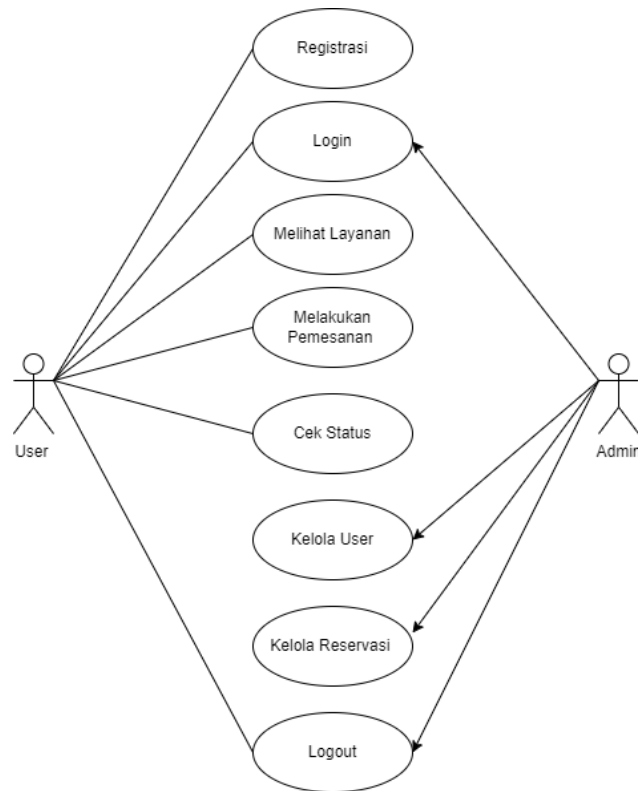 Registrasi
Login
Melihat Layanan
Melakukan
Pemesanan
User
Admin
Cek Status
Kelola User
Kelola Reservasi
Logout